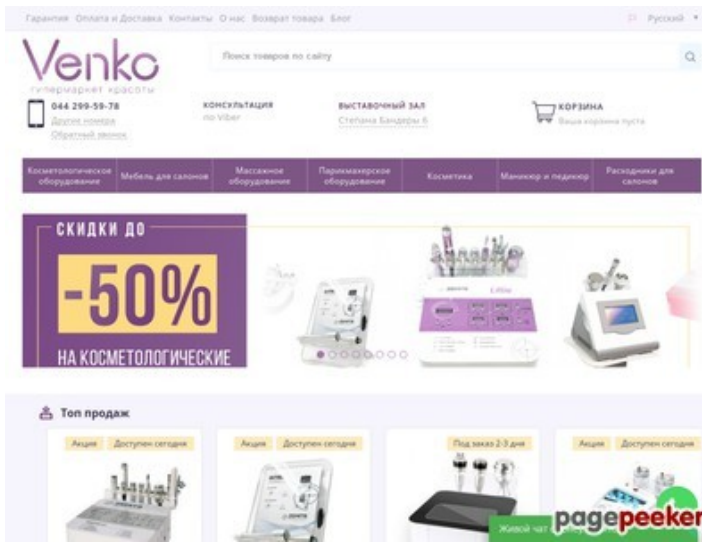 Гарантия Оплата и Доставка Контакты О нас Возврат товара Блог
Русский
Venko
гипермаркет красоты
Поиск товаров по сайту
044 299-59-78
Другие номера
Обратный звонок
КОНСУЛЬТАЦИЯ
по Viber
ВЫСТАВОЧНЫЙ ЗАЛ
Степана Бандеры 6
КОРЗИНА
Ваша корзина пуста
Косметологическое оборудование
Мебель для салонов
Массажное оборудование
Парикмахерское оборудование
Косметика
Маникюр и педикюр
Расходники для салонов
СКИДКИ ДО
-50%
НА КОСМЕТОЛОГИЧЕСКИЕ
Топ продаж
Акция Доступен сегодня
Акция Доступен сегодня
Под заказ 2-3 дня
Акция Доступен сегодня
Живой чат
pagepeeker